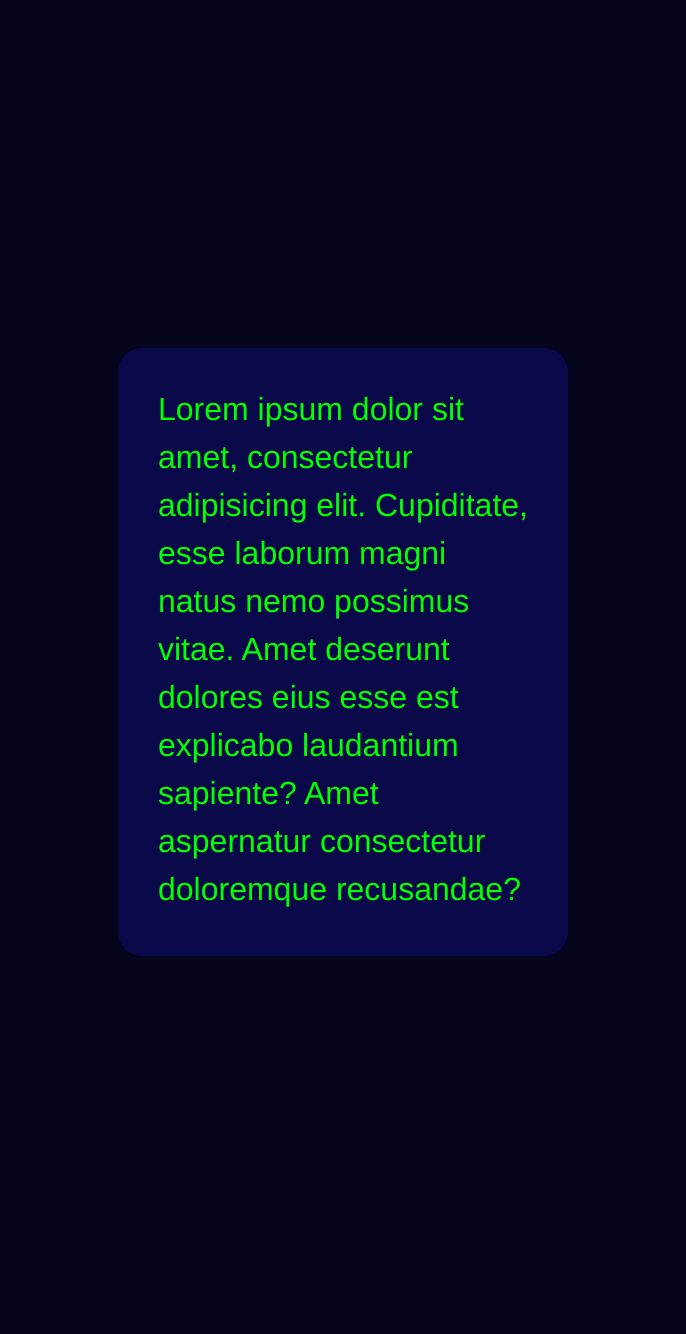 Lorem ipsum dolor sit
amet, consectetur
adipisicing elit. Cupiditate,
esse laborum magni
natus nemo possimus
vitae. Amet deserunt
dolores eius esse est
explicabo laudantium
sapiente? Amet
aspernatur consectetur
doloremque recusandae?